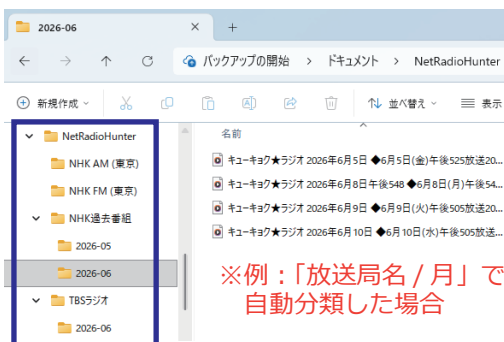 2026-06
バックアップの開始 > ドキュメント > NetRadioHunter
新規作成 並べ替え 表示
NetRadioHunter
NHK AM (東京)
NHK FM (東京)
NHK過去番組
2026-05
2026-06
TBSラジオ
2026-06
名前
キューキョク★ラジオ 2026年6月5日 ◆6月5日(金)午後525放送20...
キューキョク★ラジオ 2026年6月8日午後548 ◆6月8日(月)午後54...
キューキョク★ラジオ 2026年6月9日 ◆6月9日(火)午後505放送20...
キューキョク★ラジオ 2026年6月10日 ◆6月10日(水)午後505放送...
※例：「放送局名 / 月」で
自動分類した場合